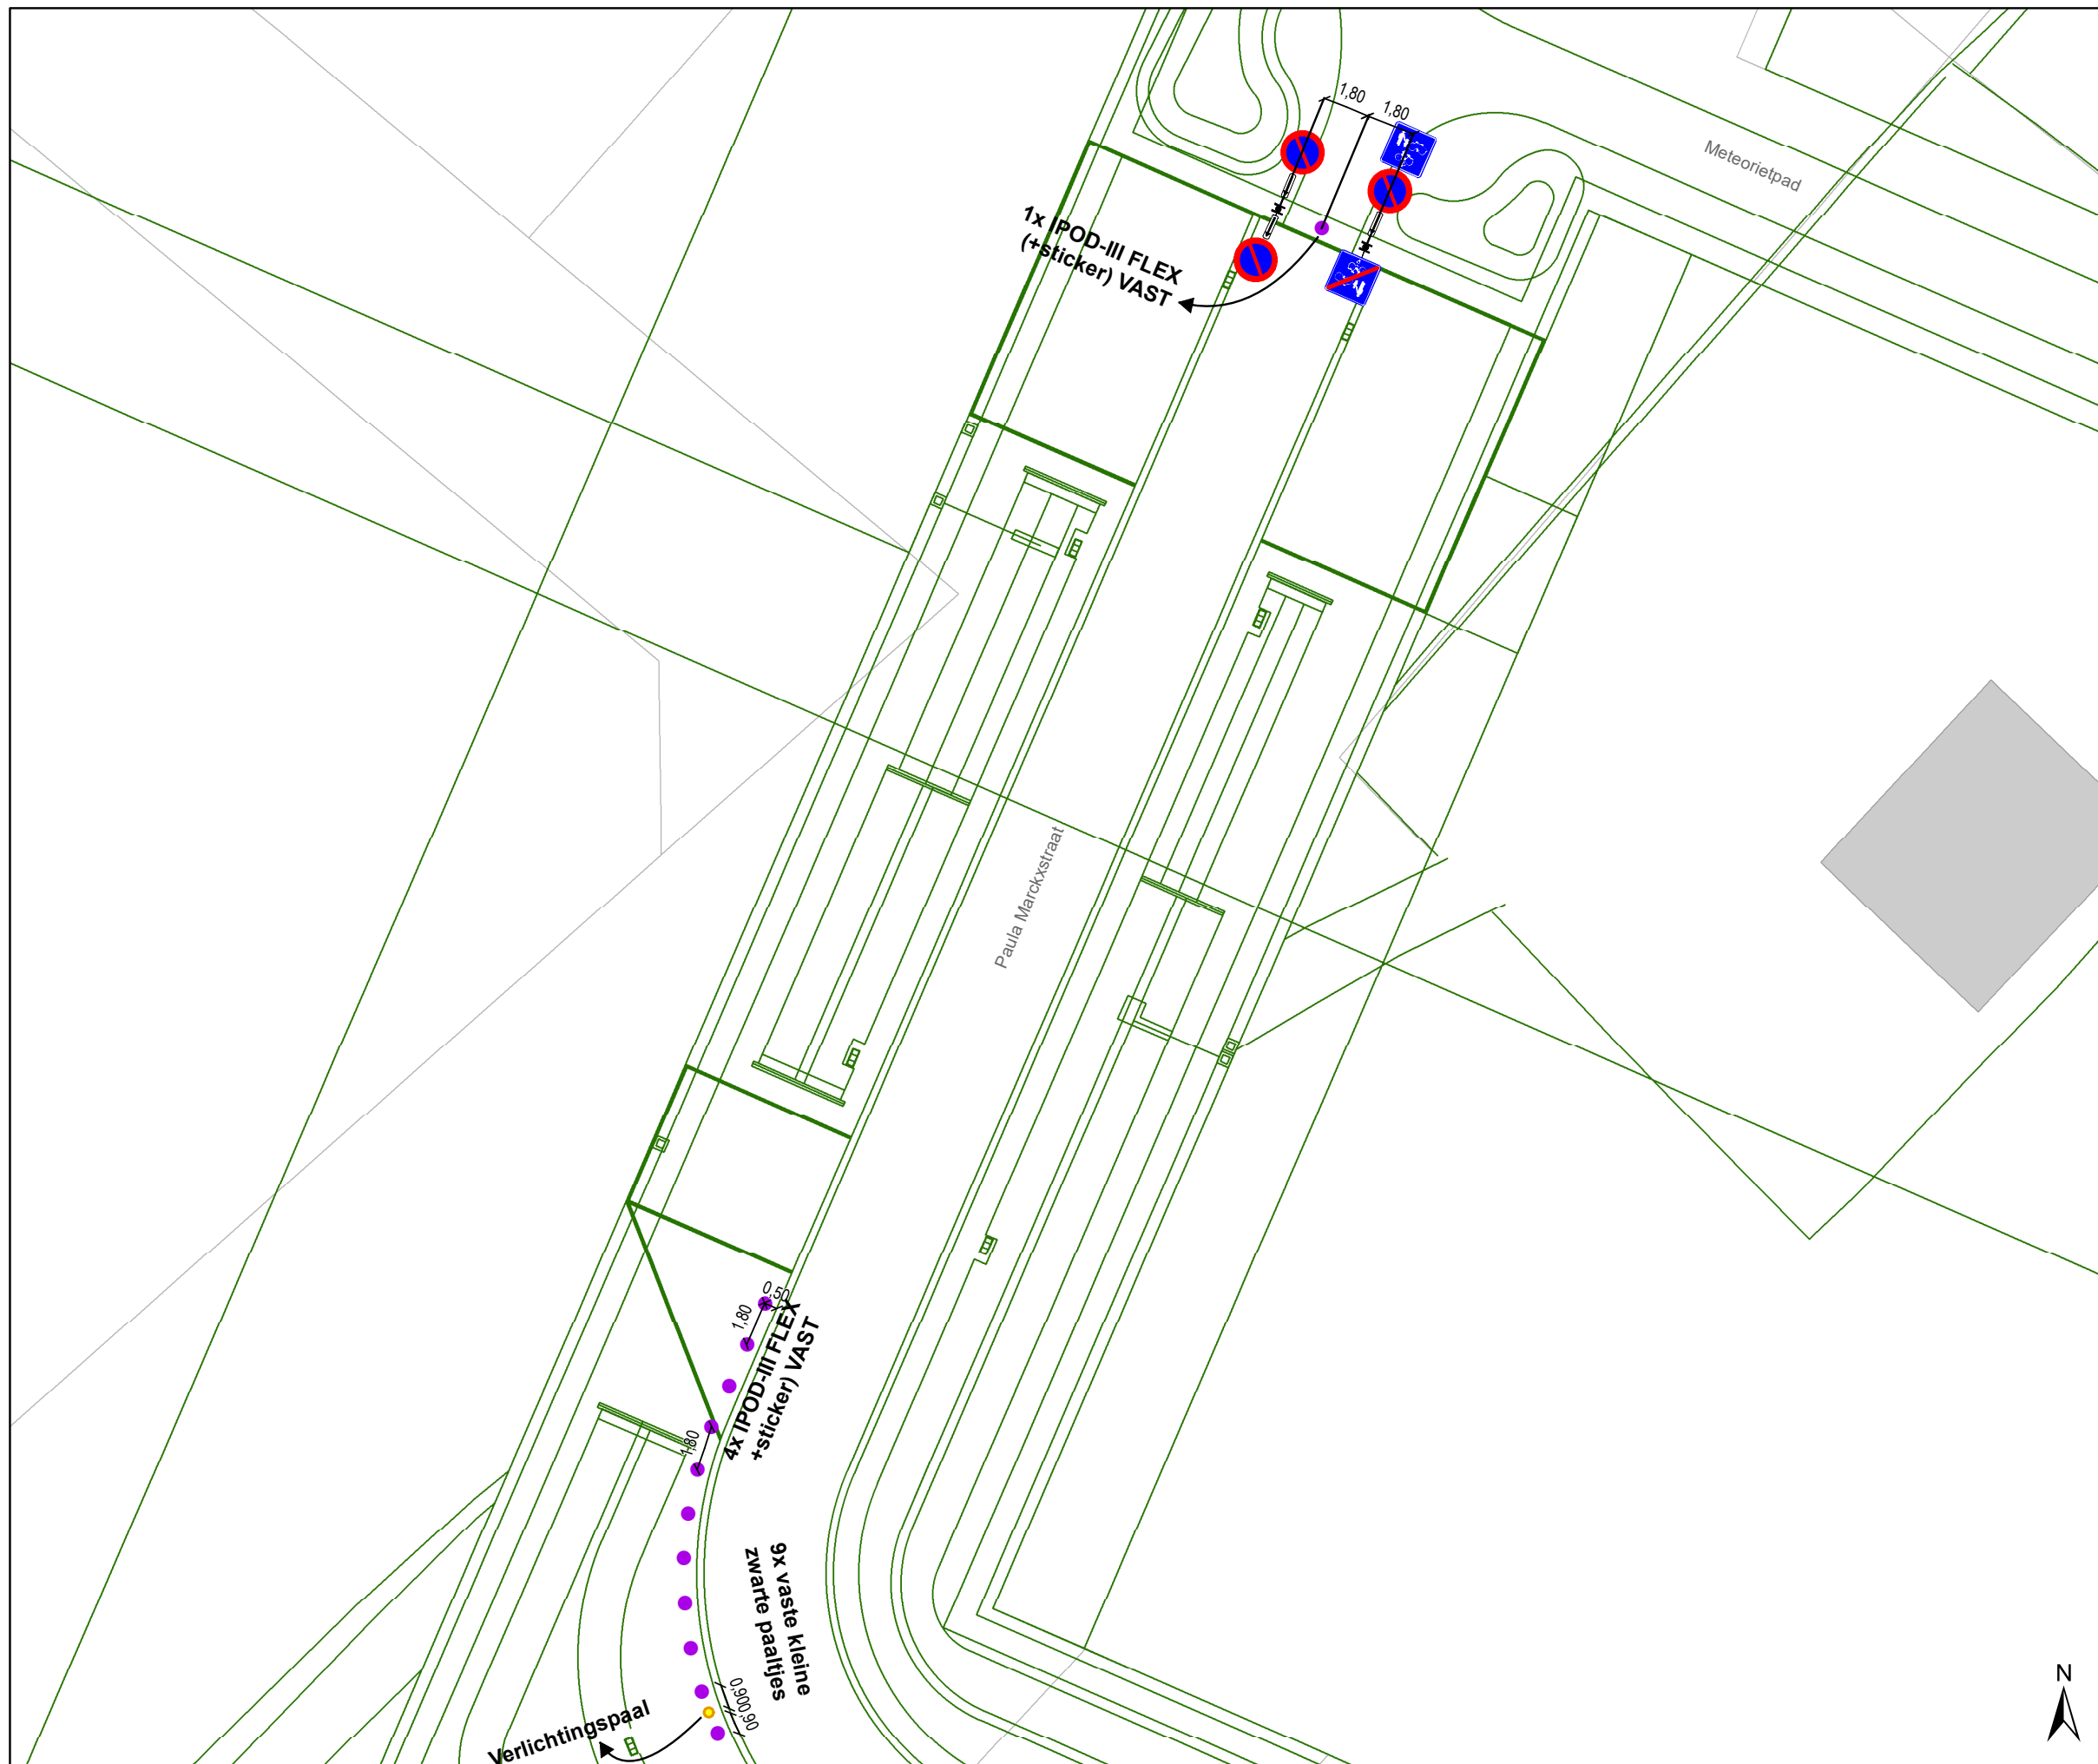 1,80
1,80
Meteorietpad
1x IPOD-III FLEX
(+sticker) VAST
Paula Marckxstraat
0.50
1,80
4x IPOD-III FLEX
+sticker) VAST
1,80
9x vaste kleine
zwarte paaltjes
0,90
0,90
Verlichtingspaal
N